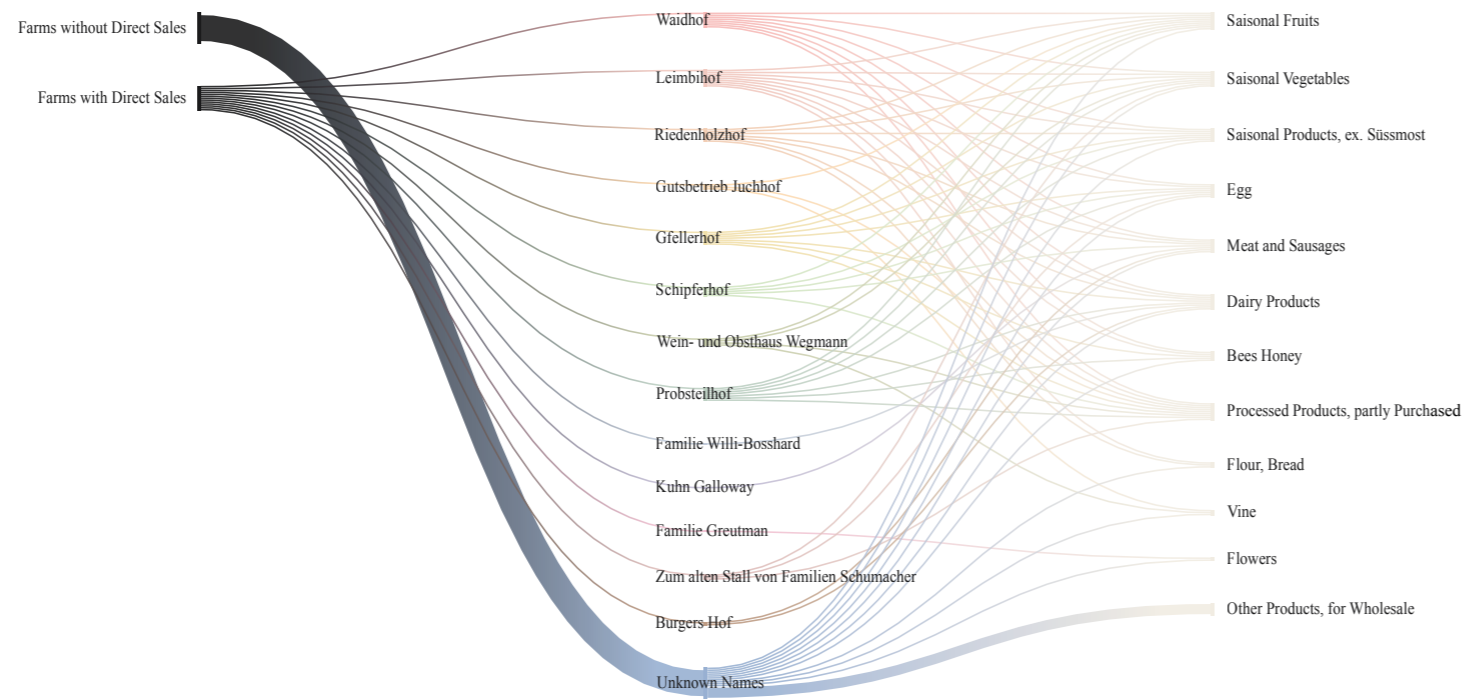 Farms without Direct Sales
Farms with Direct Sales
Waidhof
Leimbihof
Riedenholzhof
Gutsbetrieb Juchhof
Gfellerhof
Schipferhof
Wein- und Obsthaus Wegmann
Probsteilhof
Familie Willi-Bosshard
Kuhn Galloway
Familie Greutman
Zum alten Stall von Familien Schumacher
Burgers Hof
Unknown Names
Saisonal Fruits
Saisonal Vegetables
Saisonal Products, ex. Süssmost
Egg
Meat and Sausages
Dairy Products
Bees Honey
Processed Products, partly Purchased
Flour, Bread
Vine
Flowers
Other Products, for Wholesale